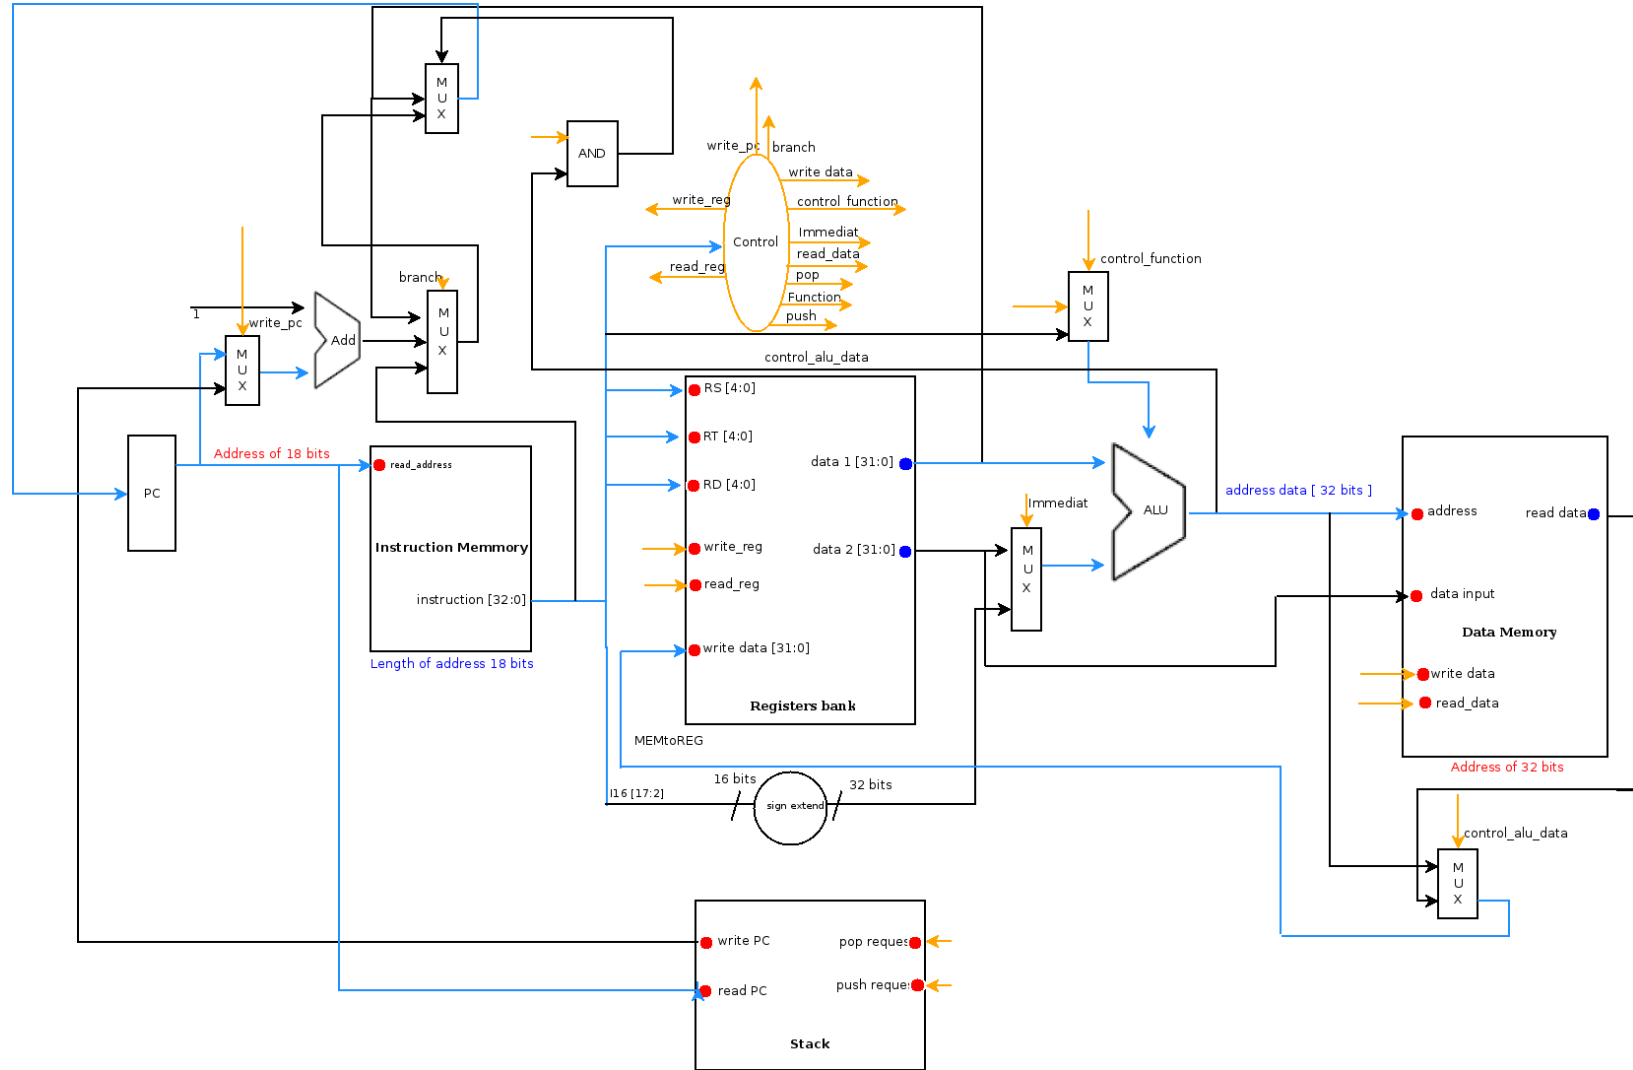 M
U
X
AND
write_pc
branch
write data
write_reg
control_function
Control
Immediat
read_data
read_reg
pop
Function
push
control_function
M
U
X
branch
1
write_pc
Add
M
U
X
M
U
X
control_alu_data
RS [4:0]
RT [4:0]
RD [4:0]
data 1 [31:0]
write_reg
data 2 [31:0]
read_reg
write data [31:0]
Registers bank
Address of 18 bits
read_address
PC
Instruction Memmory
instruction [32:0]
Length of address 18 bits
Immediat
M
U
X
ALU
address data [ 32 bits ]
address
read data
data input
Data Memory
write data
read_data
Address of 32 bits
MEMtoREG
16 bits
32 bits
I16 [17:2]
sign extend
control_alu_data
M
U
X
write PC
pop reques
read PC
push reque
Stack